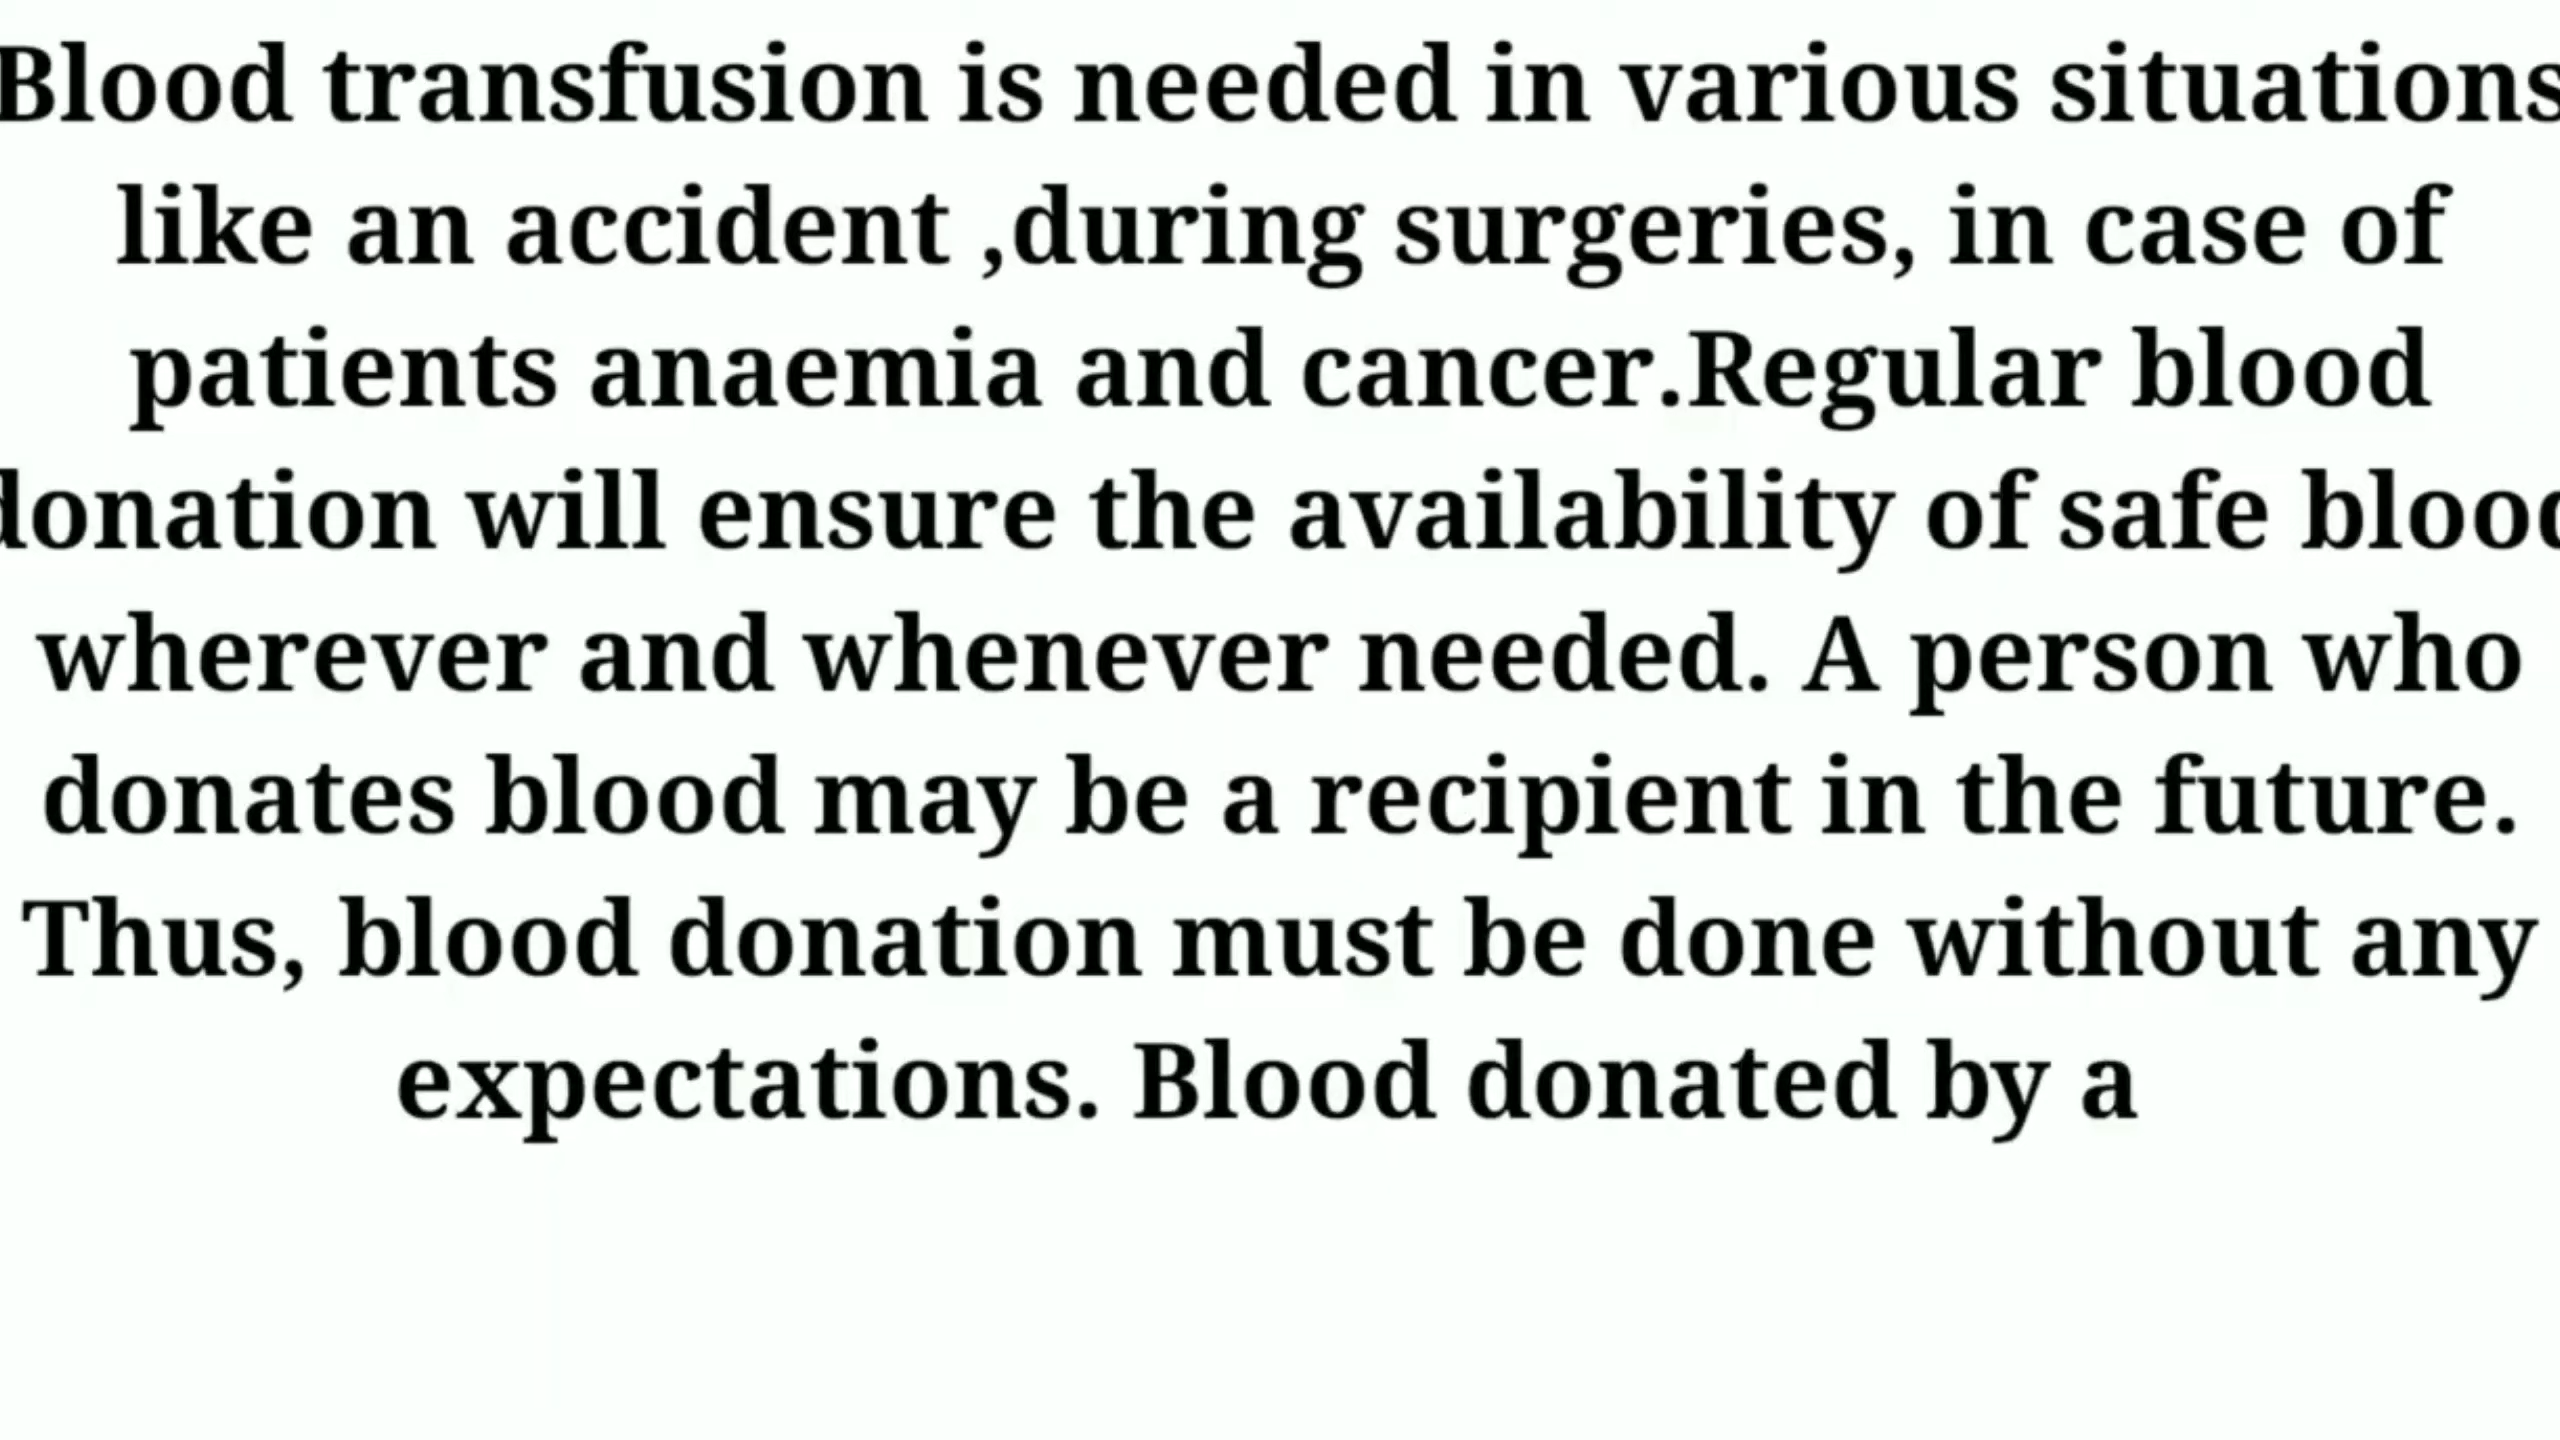 Blood transfusion is needed in various situations
like an accident ,during surgeries, in case of
patients anaemia and cancer.Regular blood
donation will ensure the availability of safe blood
wherever and whenever needed. A person who
donates blood may be a recipient in the future.
Thus, blood donation must be done without any
expectations. Blood donated by a